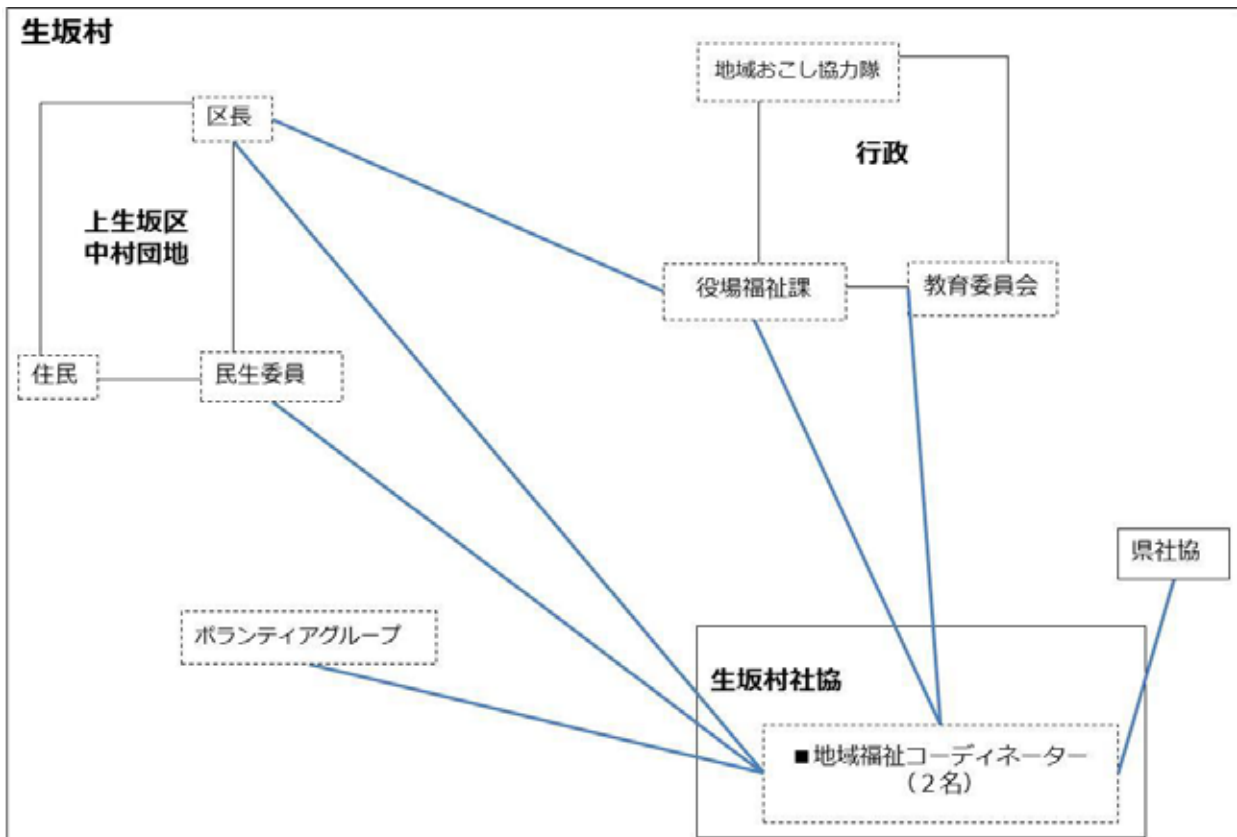 生坂村
地域おこし協力隊
区長
行政
上生坂区
中村団地
役場福祉課
教育委員会
住民
民生委員
県社協
ボランティアグループ
生坂村社協
■地域福祉コーディネーター
（２名）